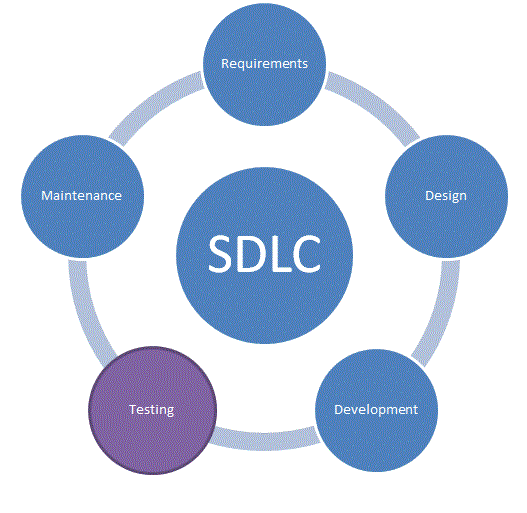 Requirements
Maintenance
Design
SDLC
Testing
Development